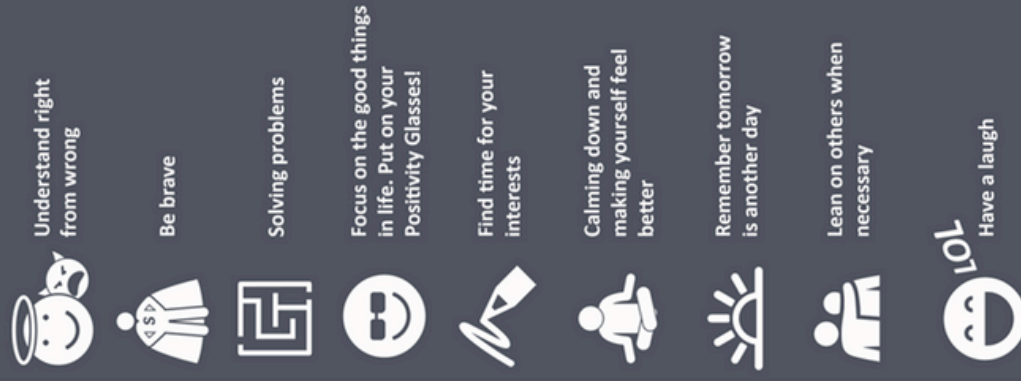 Understand right
from wrong
S
Be brave
Solving problems
Focus on the good things
in life. Put on your
Positivity Glasses!
Find time for your
interests
Calming down and
making yourself feel
better
Remember tomorrow
is another day
Lean on others when
necessary
LOL
Have a laugh